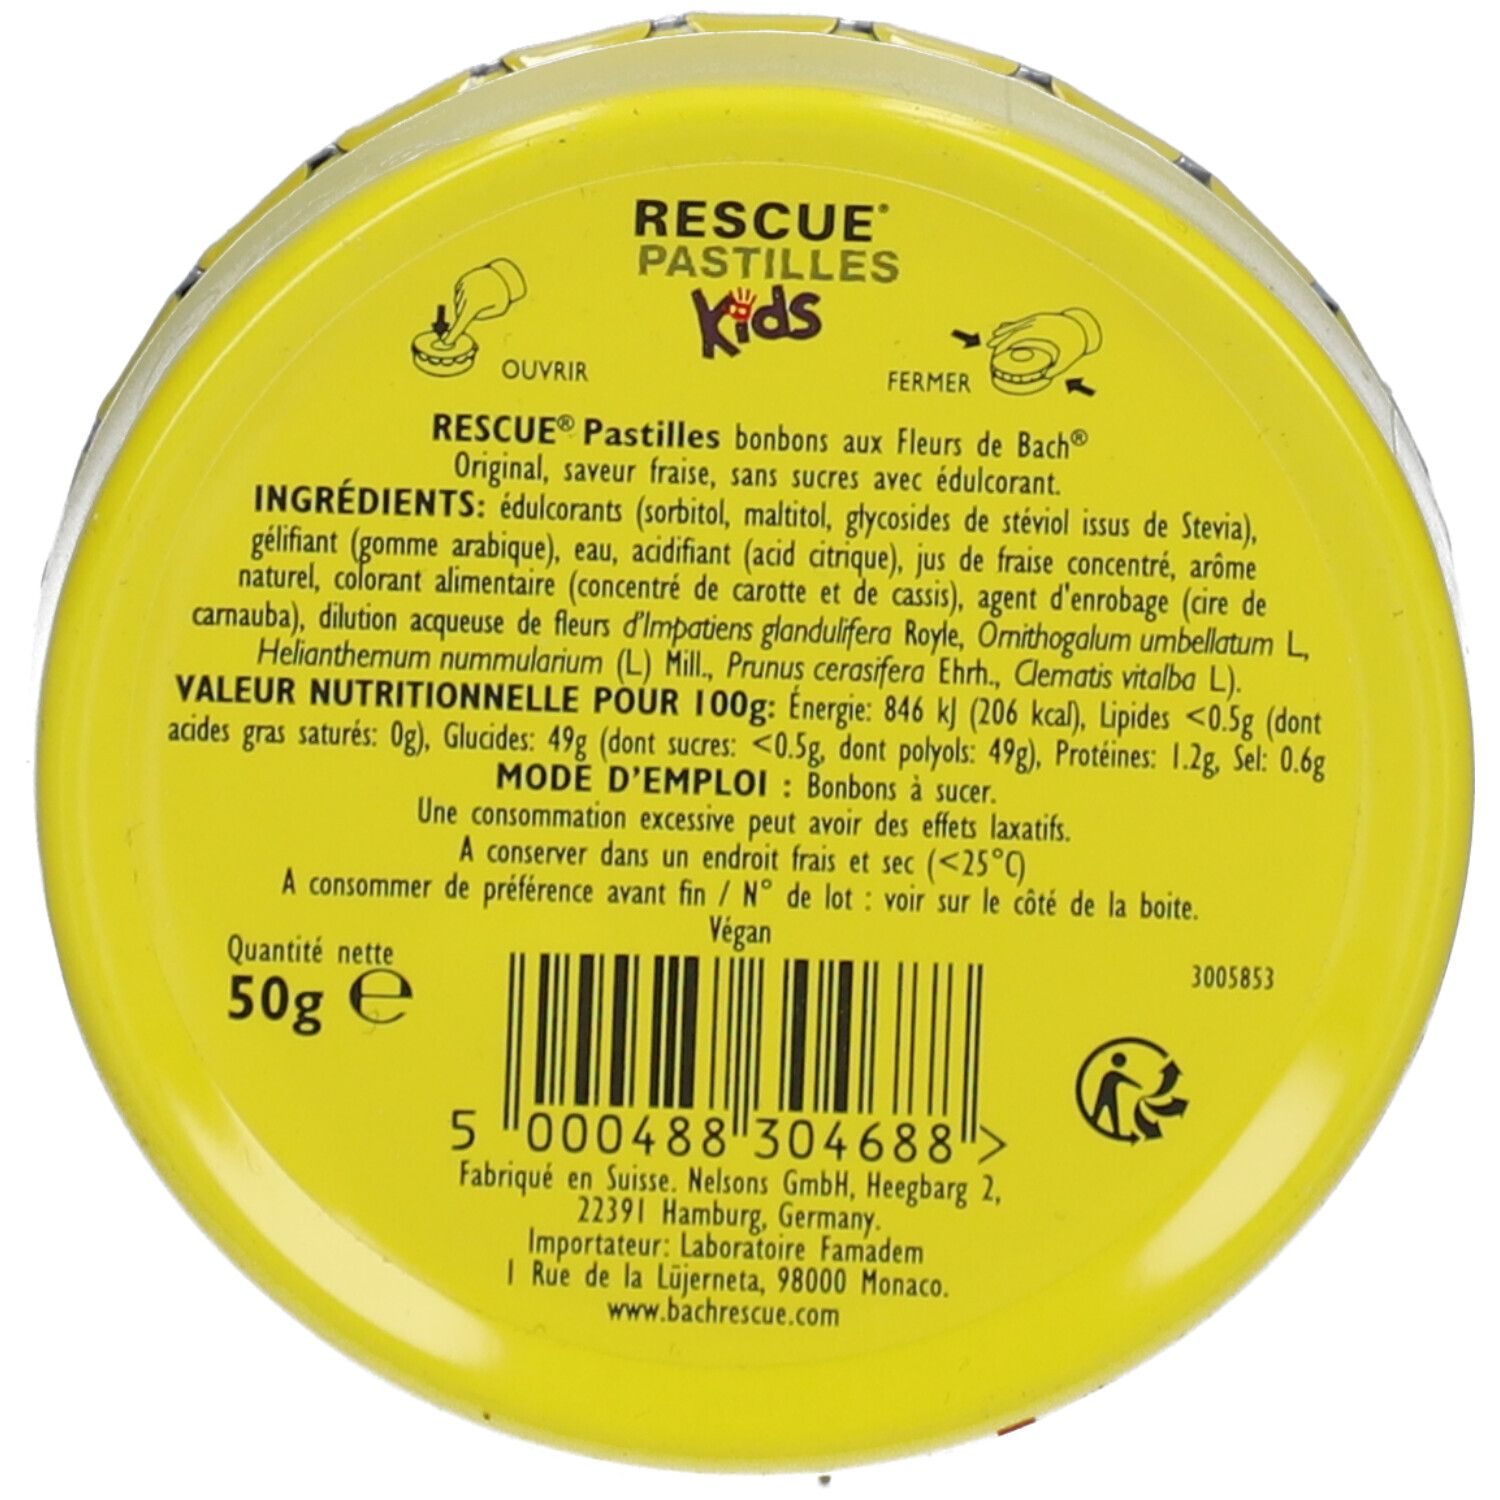 RESCUE®
PASTILLES
Kids
OUVRIR
FERMER
RESCUE® Pastilles bonbons aux Fleurs de Bach®
Original, saveur fraise, sans sucres avec édulcorant.
INGRÉDIENTS: édulcorants (sorbitol, maltitol, glycosides de stéviol issus de Stevia),
gélifiant (gomme arabique), eau, acidifiant (acid citrique), jus de fraise concentré, arôme
naturel, colorant alimentaire (concentré de carotte et de cassis), agent d'enrobage (cire de
carnauba), dilution acqueuse de fleurs d'Impatiens glandulifera Royle, Ornithogalum umbellatum L,
Helianthemum nummularium (L) Mill., Prunus cerasifera Ehrh., Clematis vitalba L).
VALEUR NUTRITIONNELLE POUR 100g: Énergie: 846 kJ (206 kcal), Lipides <0.5g (dont
acides gras saturés: 0g), Glucides: 49g (dont sucres: <0.5g, dont polyols: 49g), Protéines: 1.2g, Sel: 0.6g
MODE D'EMPLOI : Bonbons à sucer.
Une consommation excessive peut avoir des effets laxatifs.
A conserver dans un endroit frais et sec (<25°C)
A consommer de préférence avant fin / N° de lot : voir sur le côté de la boite.
Végan
Quantité nette
50g ℮
3005853
5 000488 304688 >
Fabriqué en Suisse. Nelsons GmbH, Heegbarg 2,
22391 Hamburg, Germany.
Importateur: Laboratoire Famadem
1 Rue de la Lüjerneta, 98000 Monaco.
www.bachrescue.com